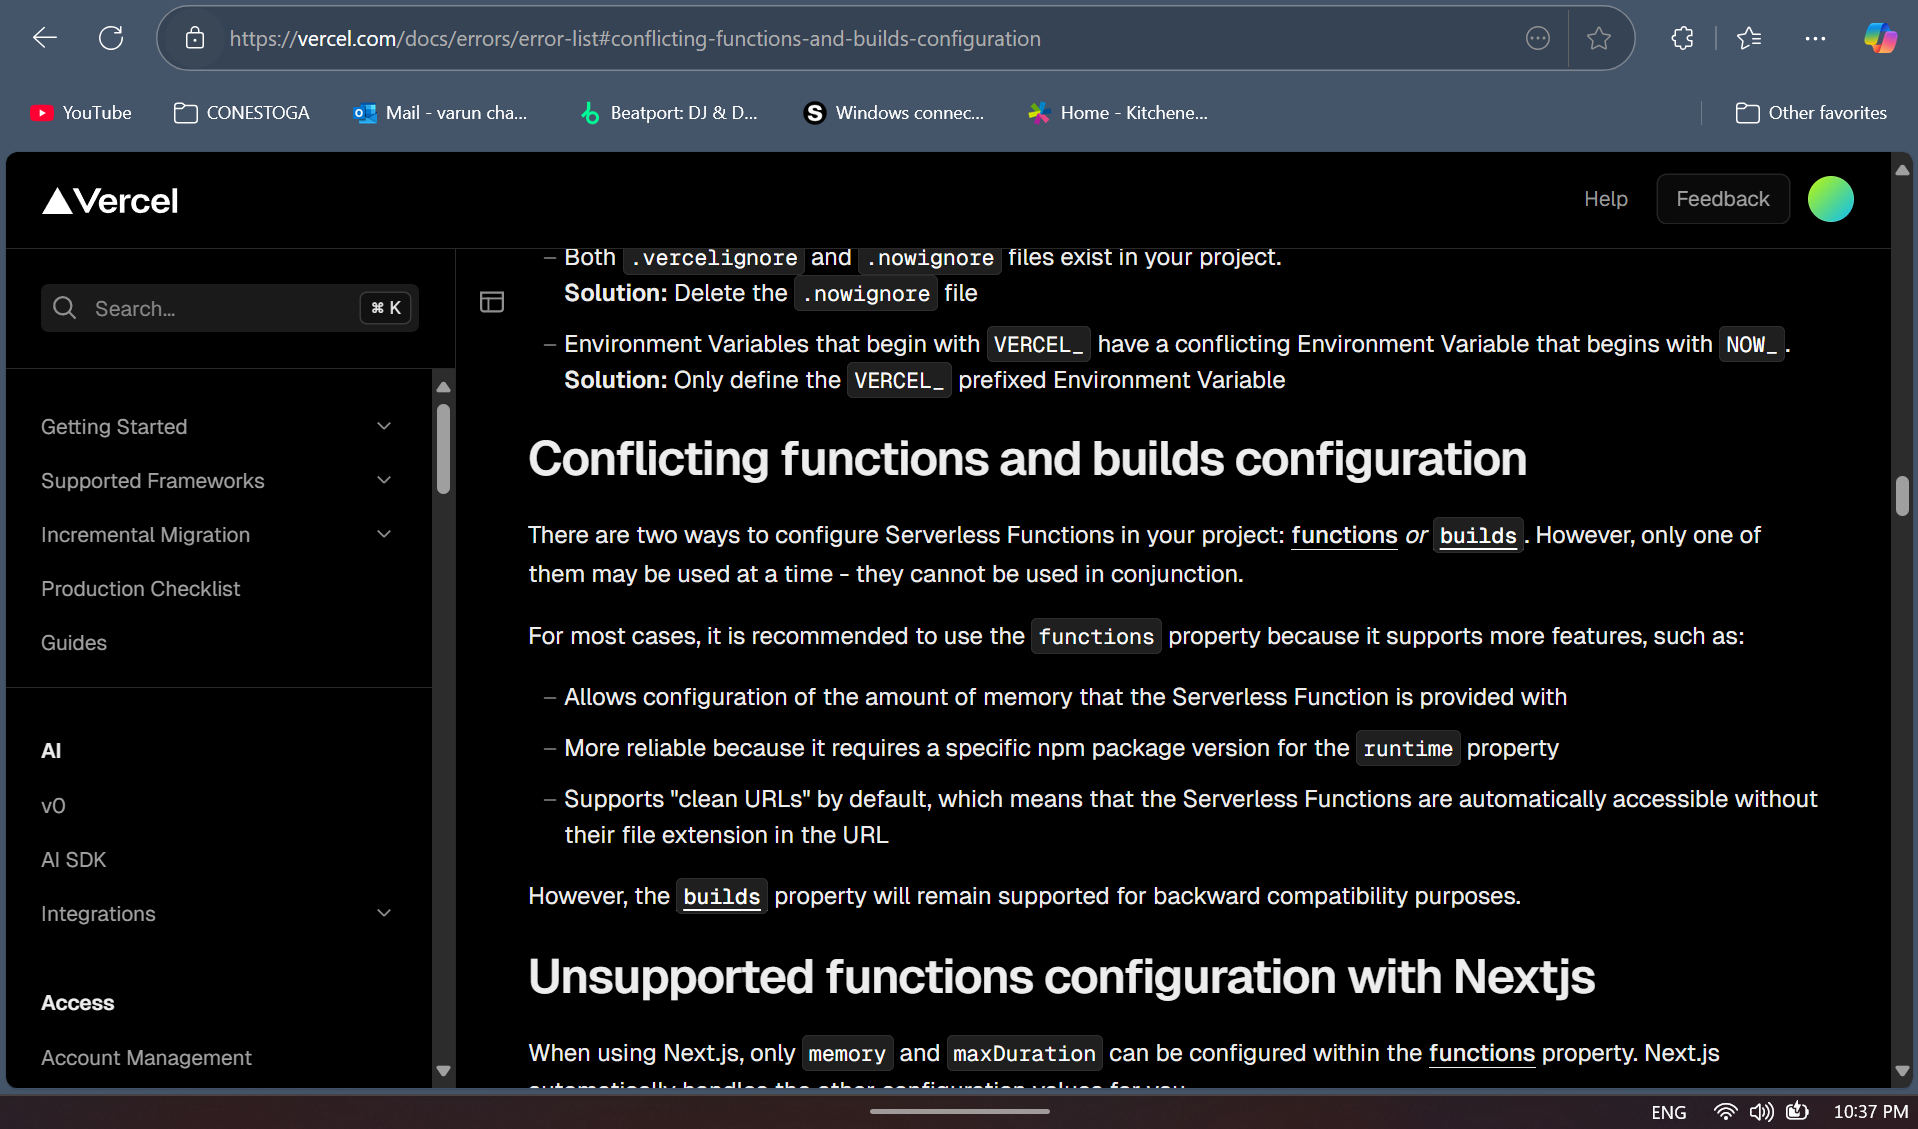 https://vercel.com/docs/errors/error-list#conflicting-functions-and-builds-configuration
YouTube
CONESTOGA
Mail - varun cha...
Beatport: DJ & D...
Windows connec...
Home - Kitchene...
Other favorites
Vercel
Help
Feedback
Search...
⌘ K
Getting Started
Supported Frameworks
Incremental Migration
Production Checklist
Guides
AI
v0
AI SDK
Integrations
Access
Account Management
– Both .vercelignore and .nowignore files exist in your project.
Solution: Delete the .nowignore file
– Environment Variables that begin with VERCEL_ have a conflicting Environment Variable that begins with NOW_.
Solution: Only define the VERCEL_ prefixed Environment Variable
Conflicting functions and builds configuration
There are two ways to configure Serverless Functions in your project: functions or builds. However, only one of
them may be used at a time - they cannot be used in conjunction.
For most cases, it is recommended to use the functions property because it supports more features, such as:
– Allows configuration of the amount of memory that the Serverless Function is provided with
– More reliable because it requires a specific npm package version for the runtime property
– Supports "clean URLs" by default, which means that the Serverless Functions are automatically accessible without
their file extension in the URL
However, the builds property will remain supported for backward compatibility purposes.
Unsupported functions configuration with Nextjs
When using Next.js, only memory and maxDuration can be configured within the functions property. Next.js
automatically handles the other configuration values for you.
ENG
10:37 PM